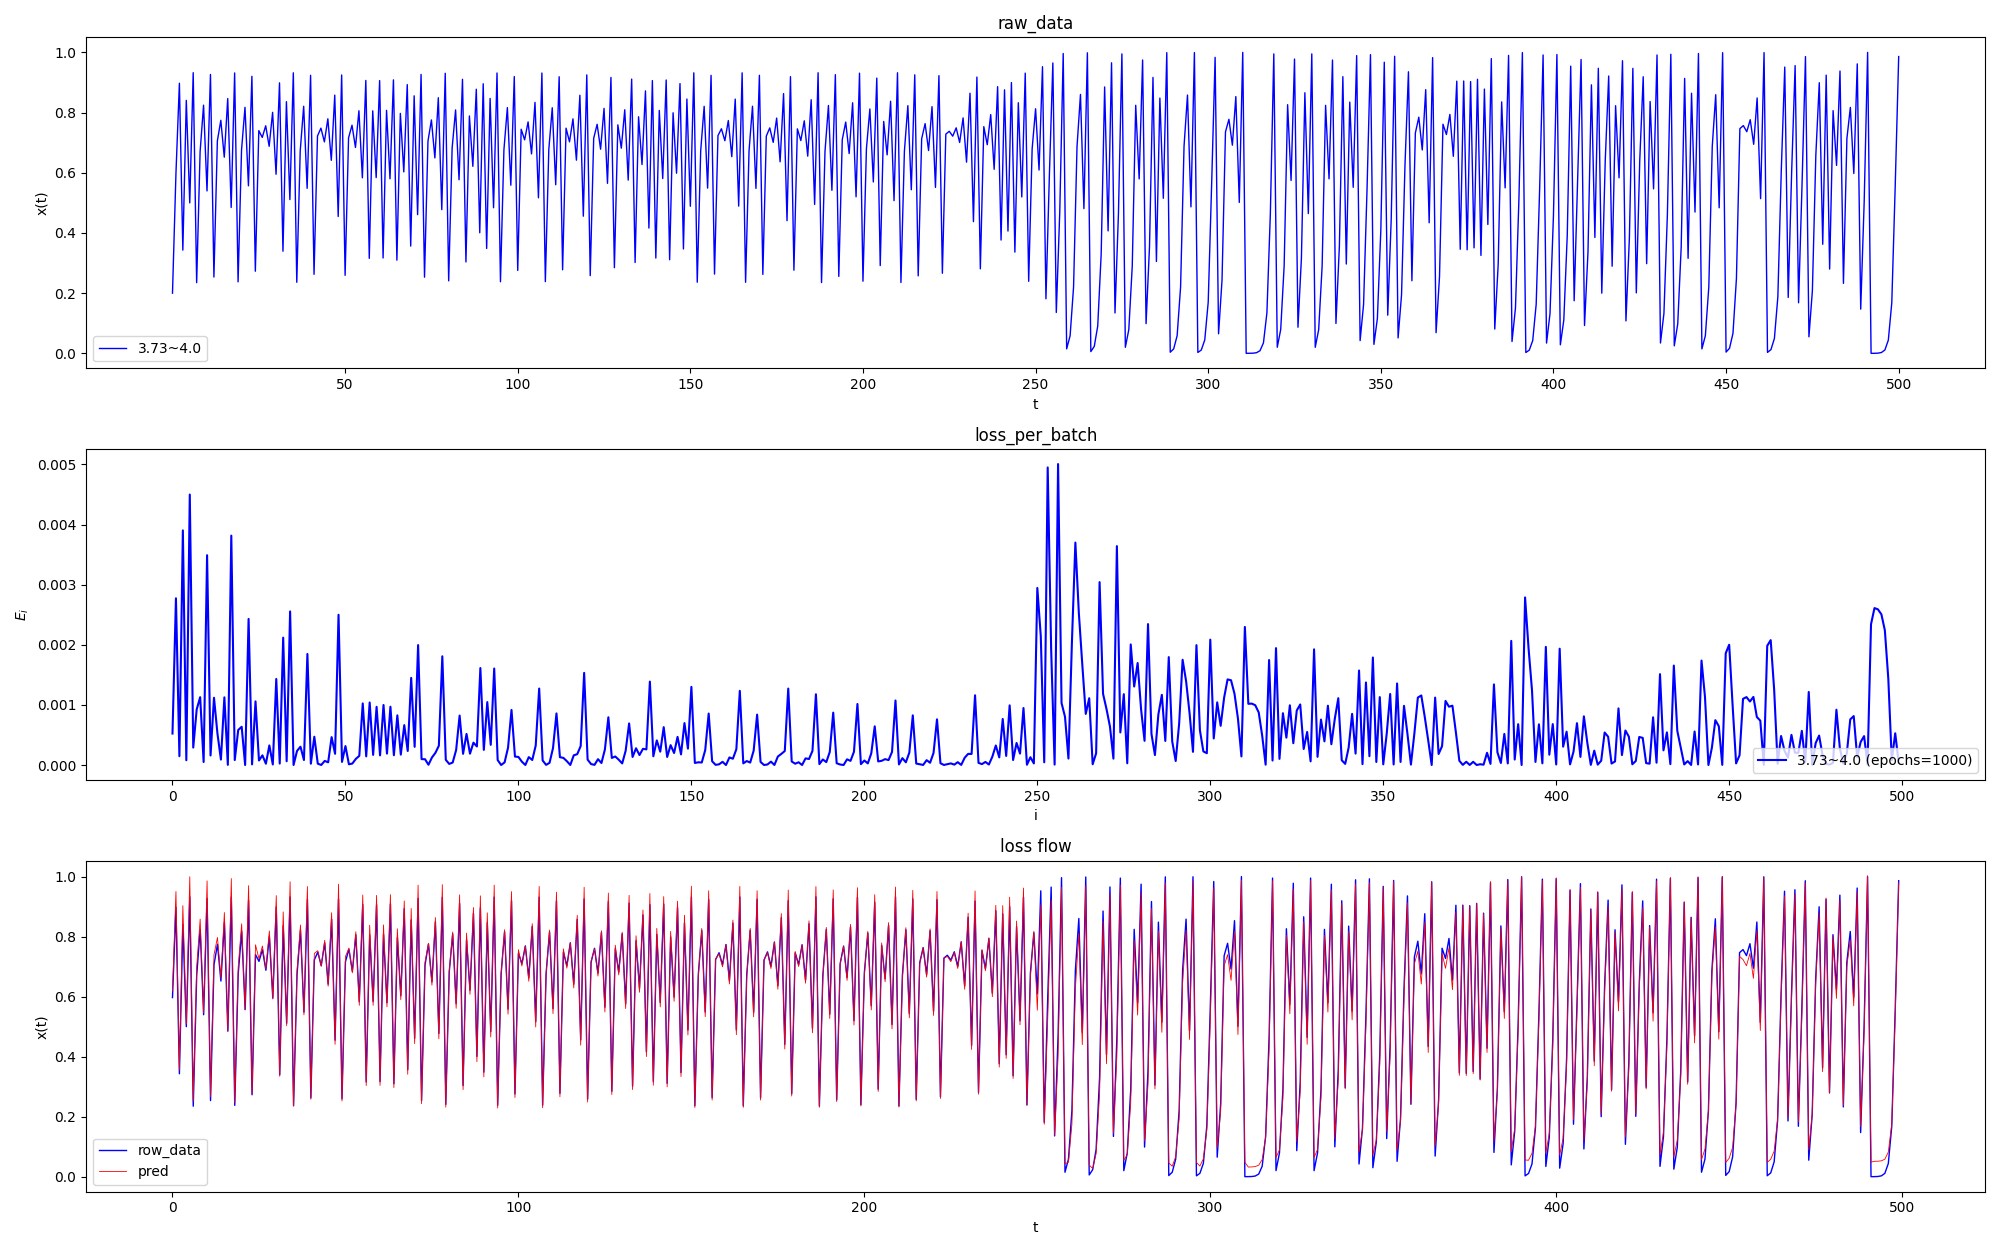 raw_data
1.0
0.8
0.6
0.4
0.2
0.0
x(t)
3.73~4.0
50 100 150 200 250 300 350 400 450 500
t
loss_per_batch
0.005
0.004
0.003
0.002
0.001
0.000
E_i
3.73~4.0 (epochs=1000)
0 50 100 150 200 250 300 350 400 450 500
i
loss flow
1.0
0.8
0.6
0.4
0.2
0.0
x(t)
row_data
pred
0 100 200 300 400 500
t